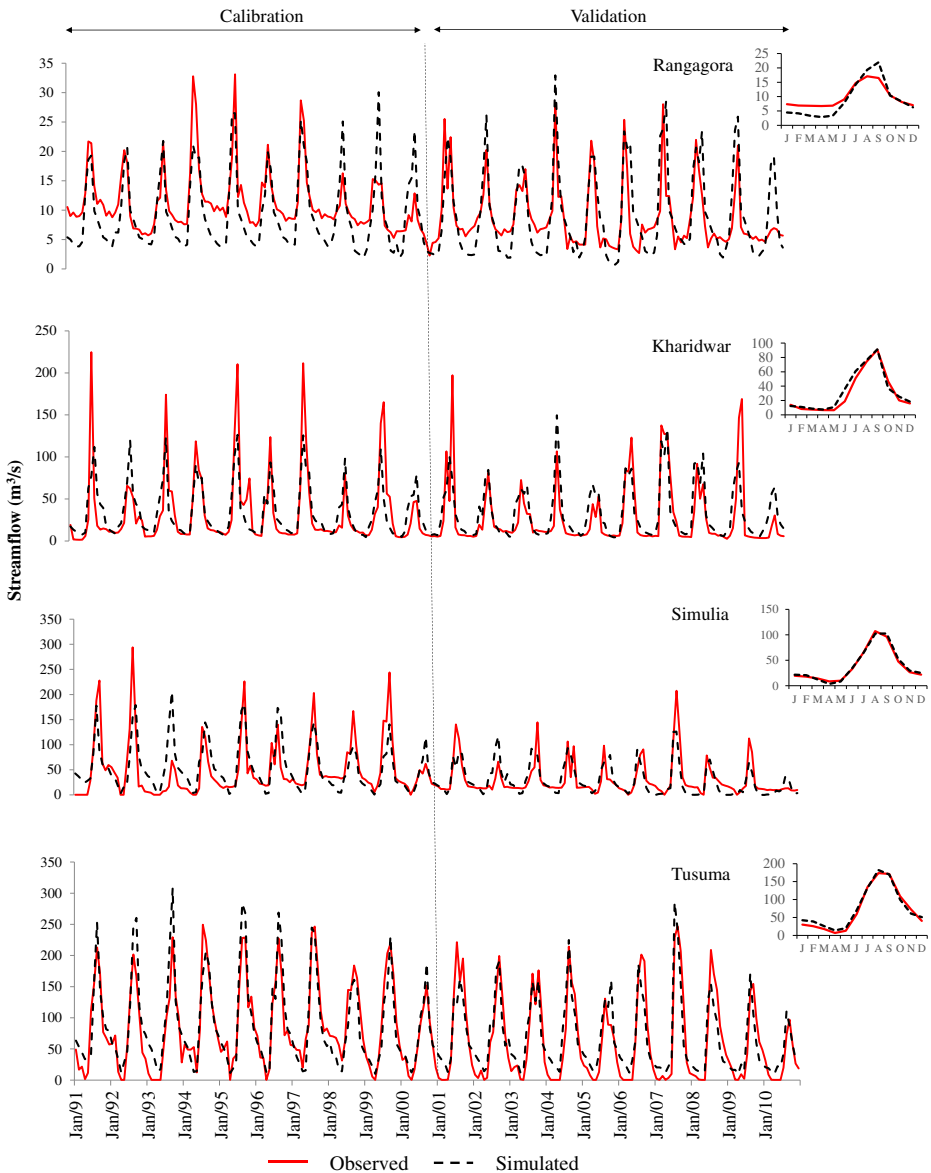 Calibration Validation
Rangagora
35
30
25
20
15
10
5
0
25
20
15
10
5
0
J F M A M J J A S O N D
Kharidwar
250
200
150
100
50
0
100
80
60
40
20
0
J F M A M J J A S O N D
Streamflow (m³/s)
Simulia
350
300
250
200
150
100
50
0
150
100
50
0
J F M A M J J A S O N D
Tusuma
350
300
250
200
150
100
50
0
200
150
100
50
0
J F M A M J J A S O N D
Jan/91
Jan/92
Jan/93
Jan/94
Jan/95
Jan/96
Jan/97
Jan/98
Jan/99
Jan/00
Jan/01
Jan/02
Jan/03
Jan/04
Jan/05
Jan/06
Jan/07
Jan/08
Jan/09
Jan/10
Observed Simulated